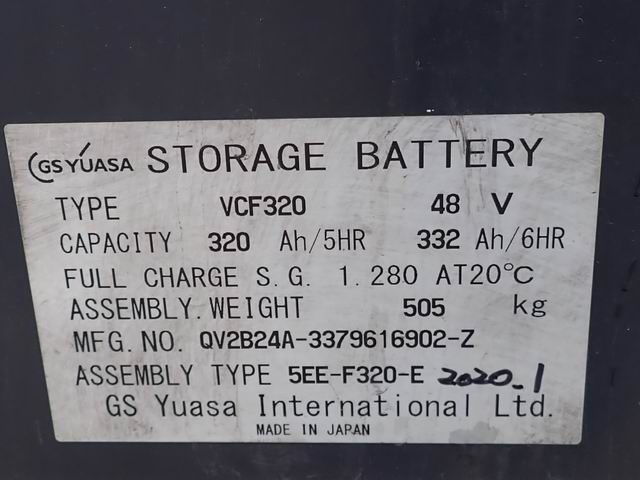 GS YUASA STORAGE BATTERY
TYPE VCF320 48 V
CAPACITY 320 Ah/5HR 332 Ah/6HR
FULL CHARGE S.G. 1.280 AT20°C
ASSEMBLY.WEIGHT 505 kg
MFG.NO. QV2B24A-3379616902-Z
ASSEMBLY TYPE 5EE-F320-E 2020.1
GS Yuasa International Ltd.
MADE IN JAPAN